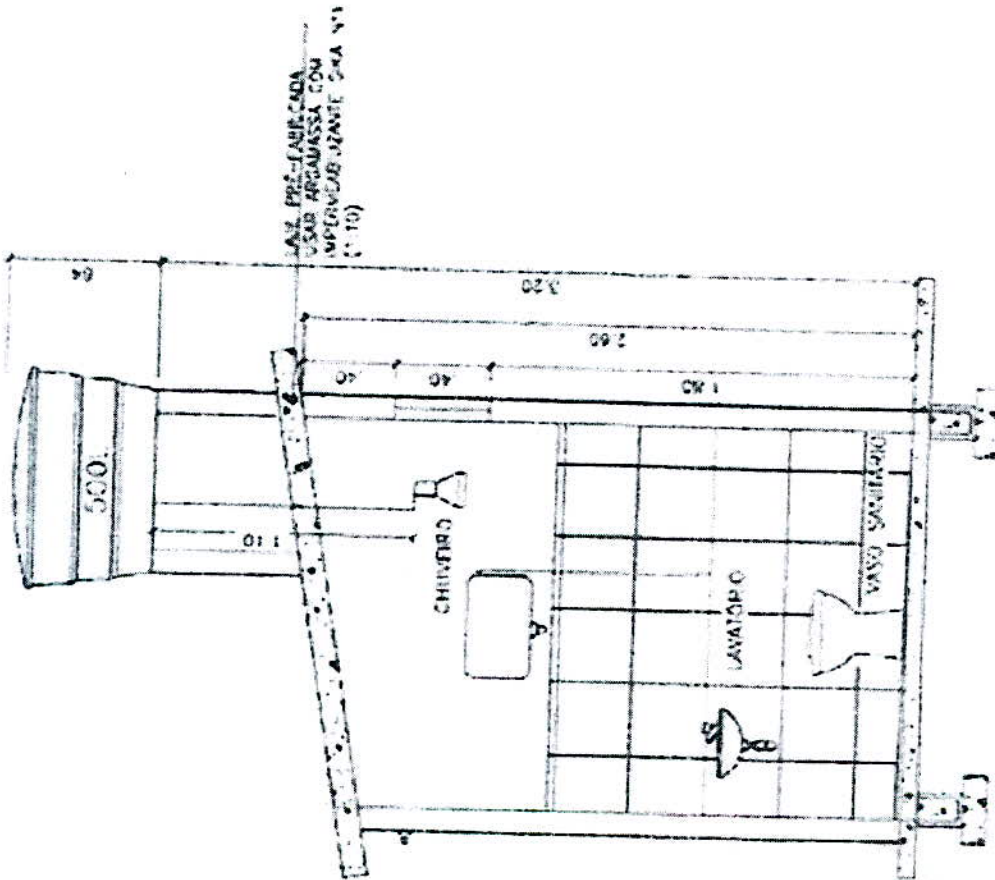 500L
LAJE PRÉ-FABRICADA
USAR ARGAMASSA COM
IMPERMEABILIZANTE SIKA Nº1
(1:10)
64
3.20
2.60
40
40
1.80
1.10
CHUVEIRO
LAVATÓRIO
VASO SANITÁRIO